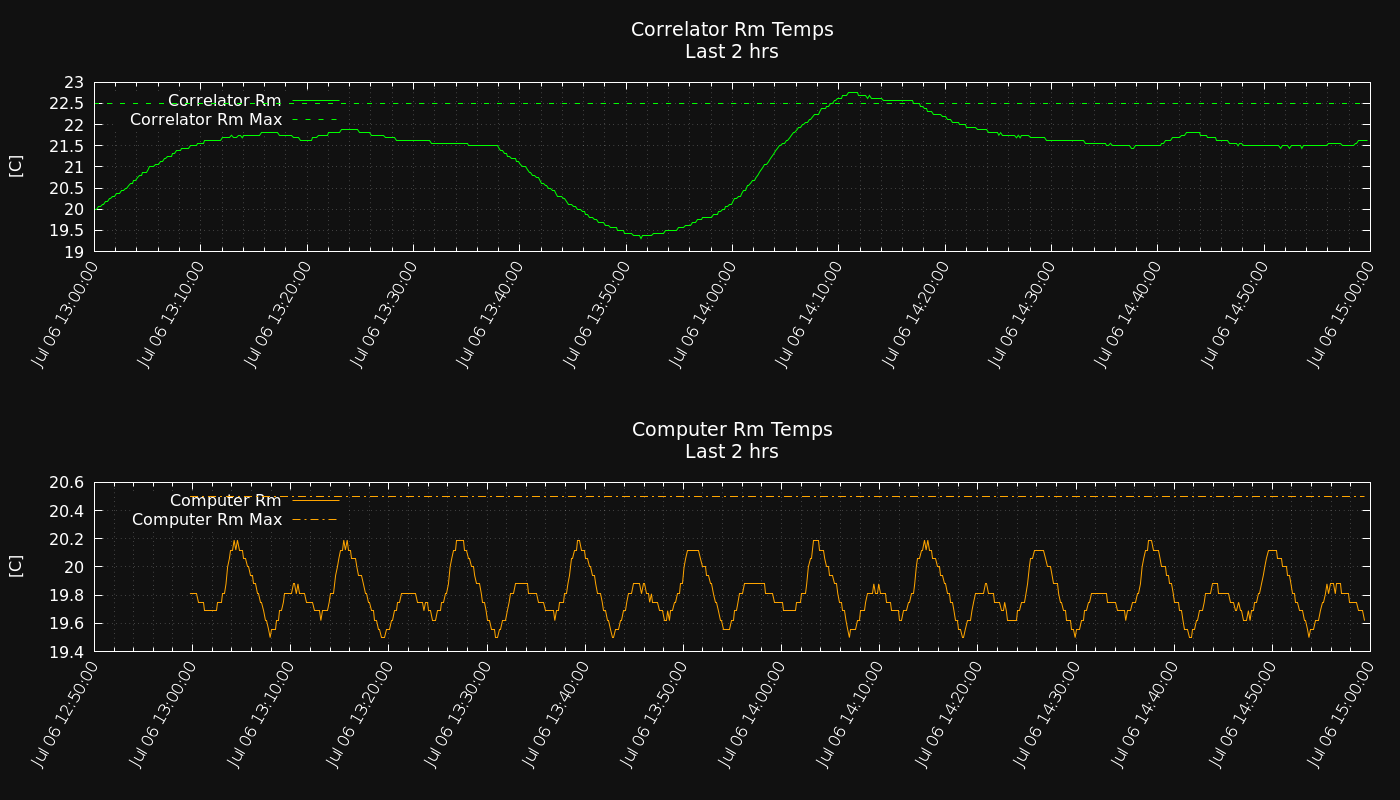 Correlator Rm Temps
Last 2 hrs
[C]
23
22.5
22
21.5
21
20.5
20
19.5
19
Correlator Rm
Correlator Rm Max
Jul 06 13:00:00
Jul 06 13:10:00
Jul 06 13:20:00
Jul 06 13:30:00
Jul 06 13:40:00
Jul 06 13:50:00
Jul 06 14:00:00
Jul 06 14:10:00
Jul 06 14:20:00
Jul 06 14:30:00
Jul 06 14:40:00
Jul 06 14:50:00
Jul 06 15:00:00
Computer Rm Temps
Last 2 hrs
[C]
20.6
20.4
20.2
20
19.8
19.6
19.4
Computer Rm
Computer Rm Max
Jul 06 12:50:00
Jul 06 13:00:00
Jul 06 13:10:00
Jul 06 13:20:00
Jul 06 13:30:00
Jul 06 13:40:00
Jul 06 13:50:00
Jul 06 14:00:00
Jul 06 14:10:00
Jul 06 14:20:00
Jul 06 14:30:00
Jul 06 14:40:00
Jul 06 14:50:00
Jul 06 15:00:00